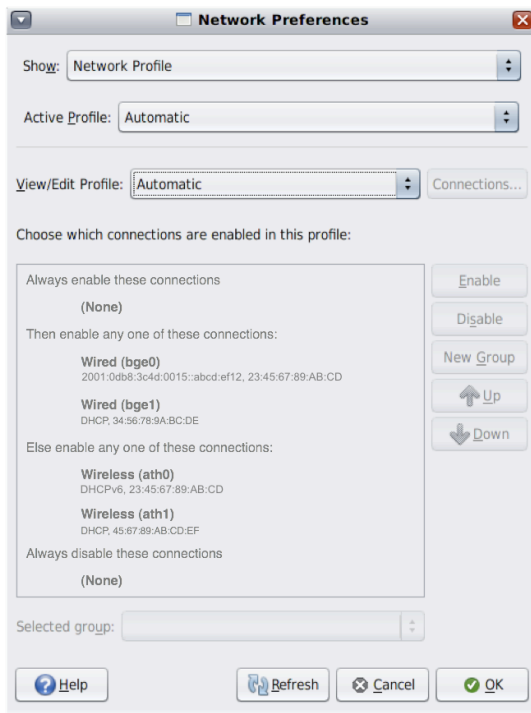 Network Preferences
Show: Network Profile
Active Profile: Automatic
View/Edit Profile: Automatic Connections...
Choose which connections are enabled in this profile:
Always enable these connections
(None)
Then enable any one of these connections:
Wired (bge0)
2001:0db8:3c4d:0015::abcd:ef12, 23:45:67:89:AB:CD
Wired (bge1)
DHCP, 34:56:78:9A:BC:DE
Else enable any one of these connections:
Wireless (ath0)
DHCPv6, 23:45:67:89:AB:CD
Wireless (ath1)
DHCP, 45:67:89:AB:CD:EF
Always disable these connections
(None)
Enable
Disable
New Group
Up
Down
Selected group:
Help Refresh Cancel OK